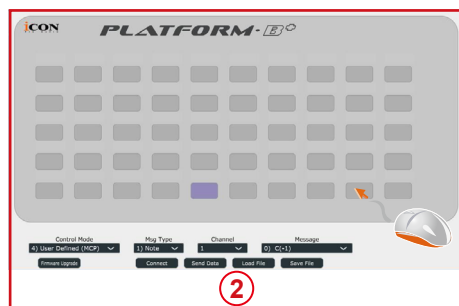 iCON
PLATFORM-B+
Control Mode Msg Type Channel Message
4) User Defined (MCP) 1) Note 1 0) C(-1)
Firmware Upgrade Connect Send Data Load File Save File
2